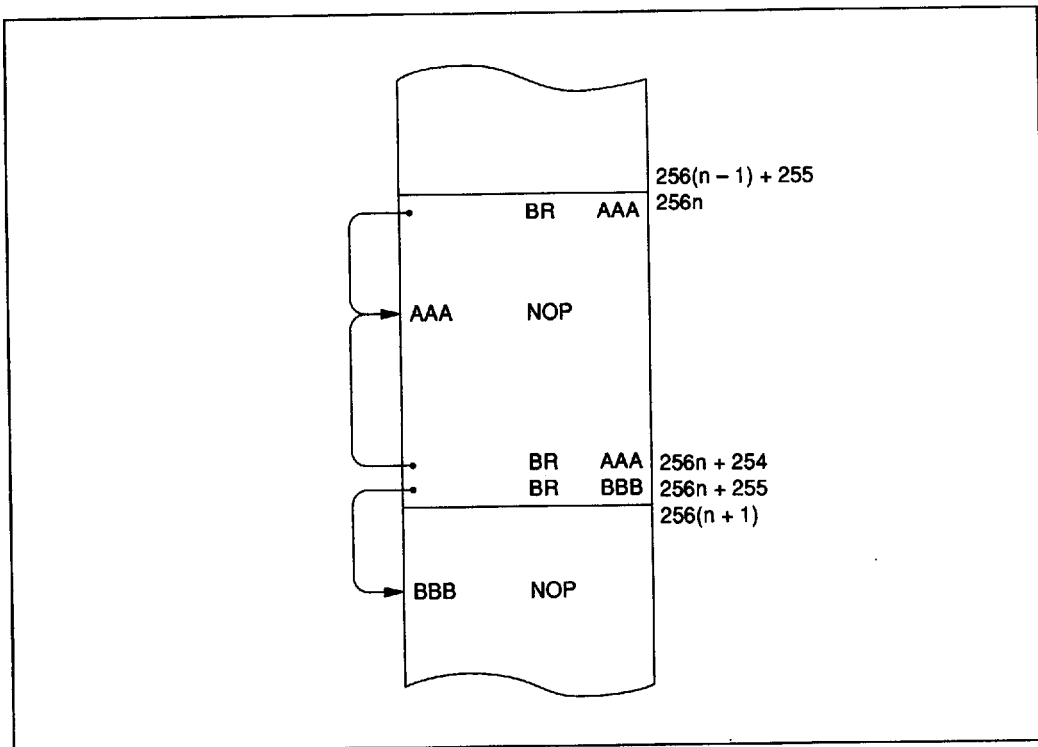 256(n – 1) + 255
BR AAA 256n
AAA NOP
BR AAA 256n + 254
BR BBB 256n + 255
256(n + 1)
BBB NOP